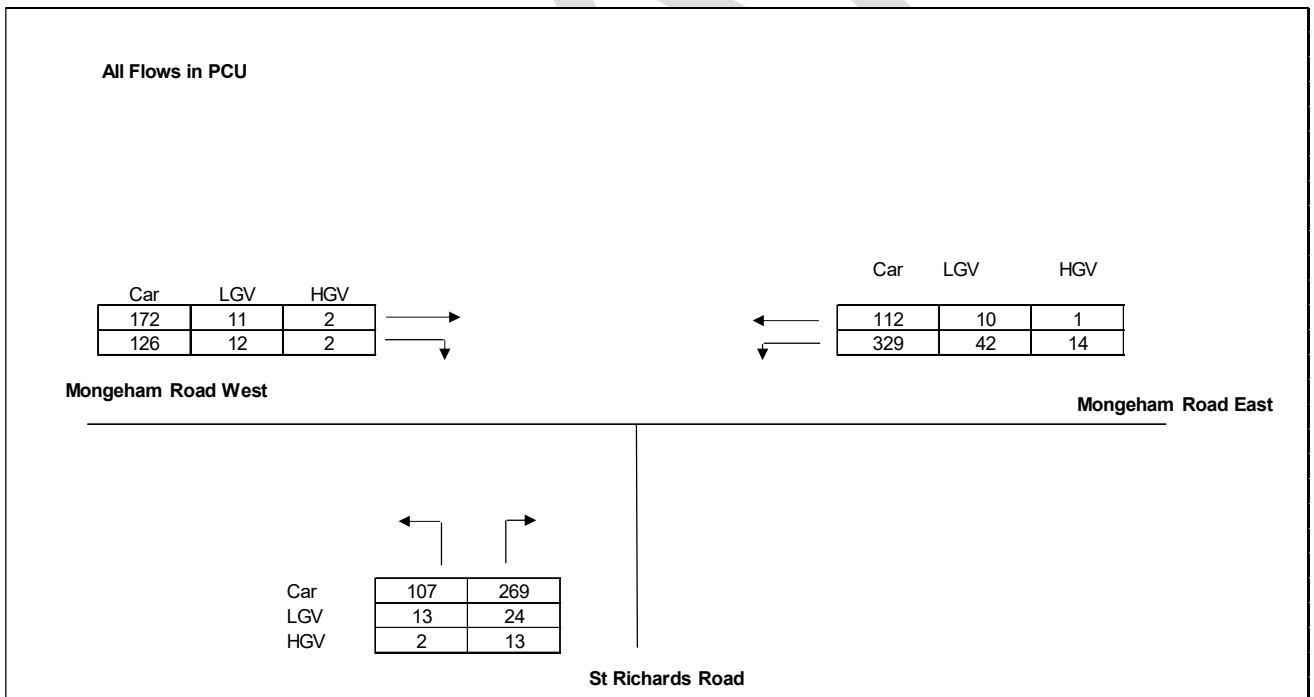 All Flows in PCU
Car LGV HGV
Car LGV HGV
172 11 2
112 10 1
126 12 2
329 42 14
Mongeham Road West
Mongeham Road East
Car 107 269
LGV 13 24
HGV 2 13
St Richards Road